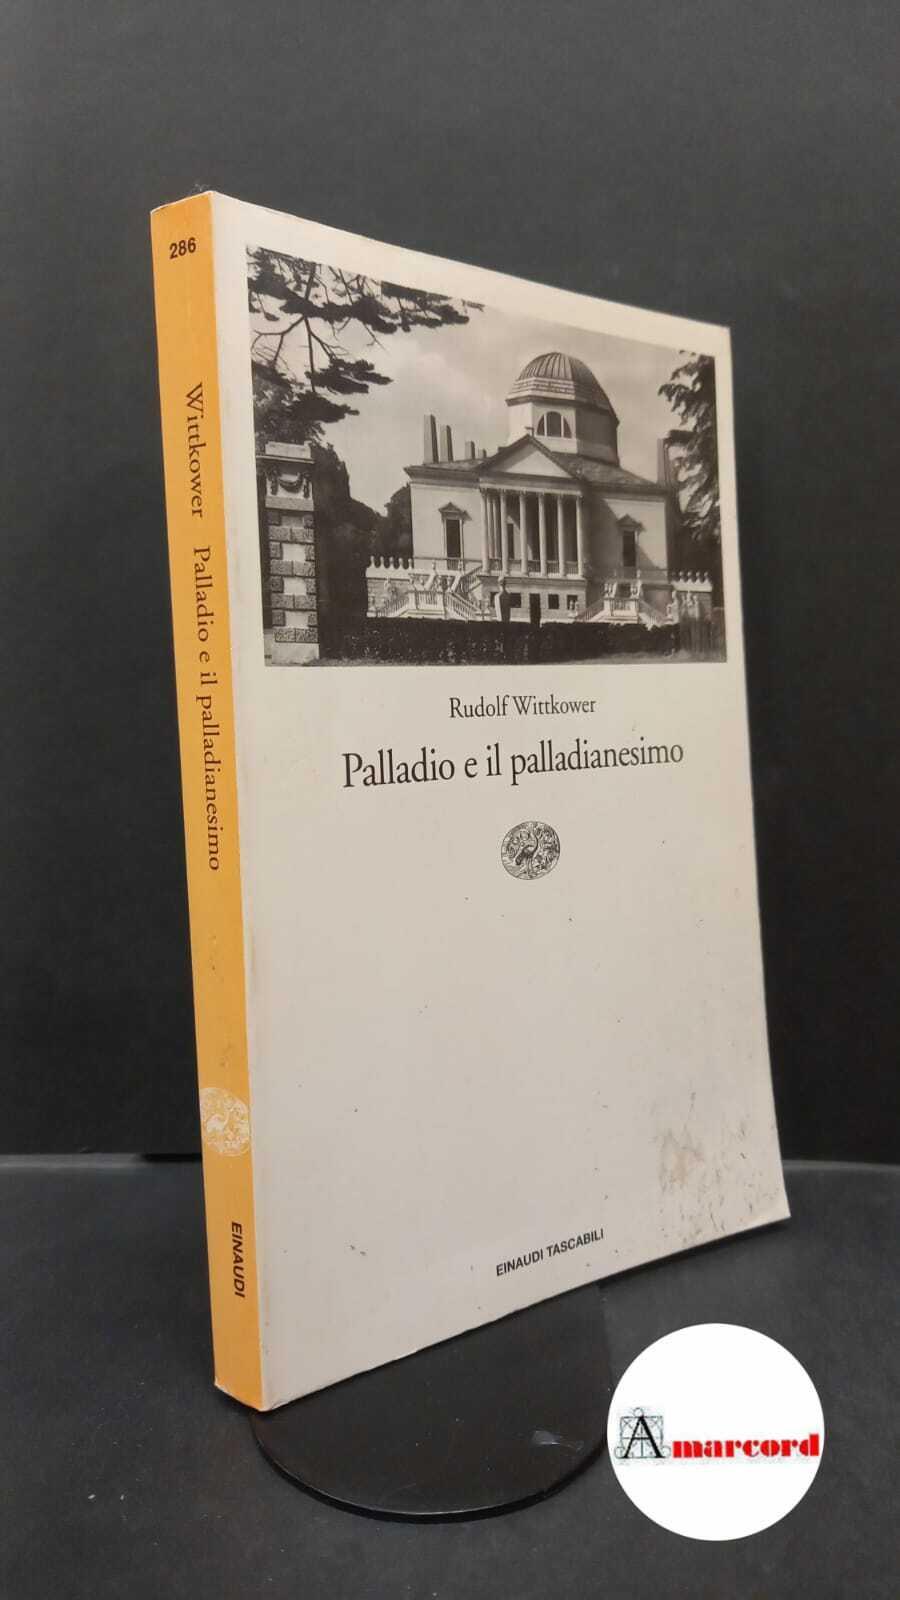 286
Wittkower Palladio e il palladianesimo
EINAUDI
Rudolf Wittkower
Palladio e il palladianesimo
EINAUDI TASCABILI
Amarcord